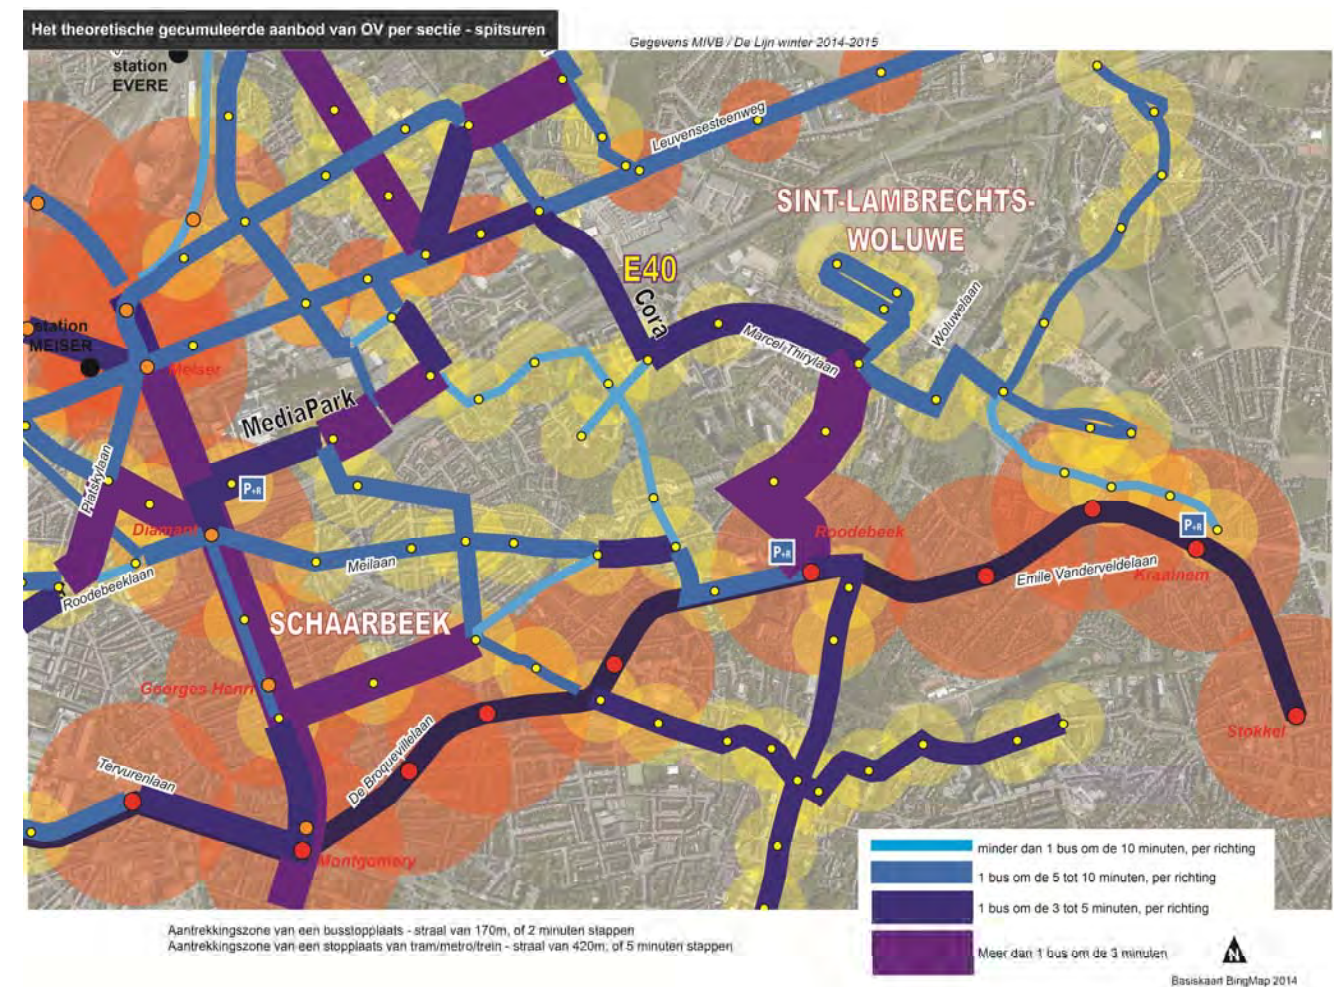 Het theoretische gecumuleerde aanbod van OV per sectie - spitsuren
Gegevens MIVB / De Lijn winter 2014-2015
station
EVERE
Leuvensesteenweg
SINT-LAMBRECHTS-
WOLUWE
E40
Cora
Woluwelaan
Marcel Thirylaan
station
MEISER
Meiser
MediaPark
Platskylaan
P+R
Diamant
Roodebeek
P+R
P+R
Meilaan
Emile Vanderveldelaan
Kraainem
Roodebeeklaan
SCHAARBEEK
Georges Henri
Stokkel
De Broquevillelaan
Tervurenlaan
Montgomery
minder dan 1 bus om de 10 minuten, per richting
1 bus om de 5 tot 10 minuten, per richting
1 bus om de 3 tot 5 minuten, per richting
Meer dan 1 bus om de 3 minuten
Aantrekkingszone van een busstopplaats - straal van 170m, of 2 minuten stappen
Aantrekkingszone van een stopplaats van tram/metro/trein - straal van 420m, of 5 minuten stappen
N
Basiskaart BingMap 2014